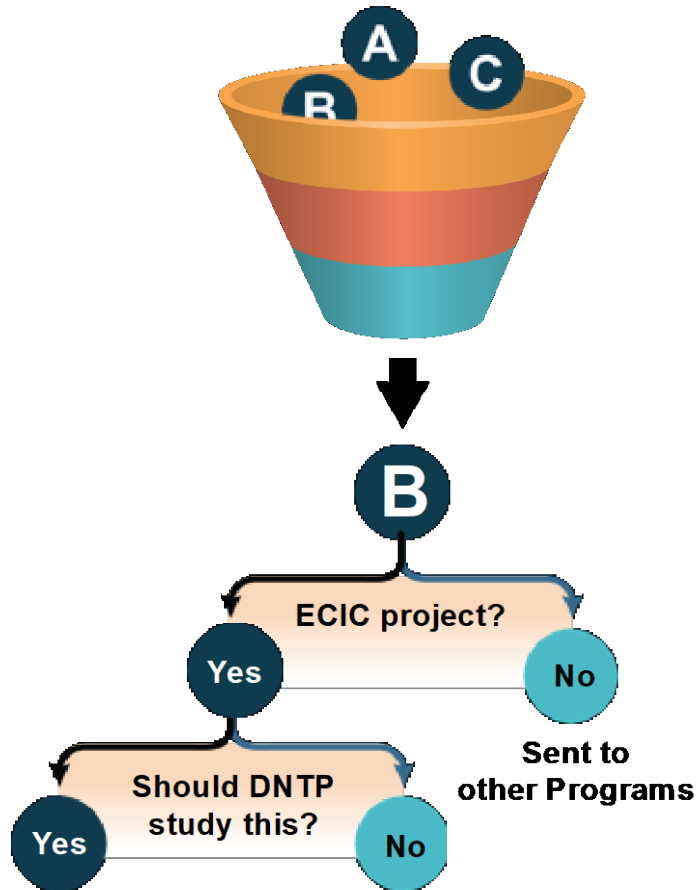 A
C
B
B
ECIC project?
Yes
No
Sent to
other Programs
Should DNTP
study this?
Yes
No